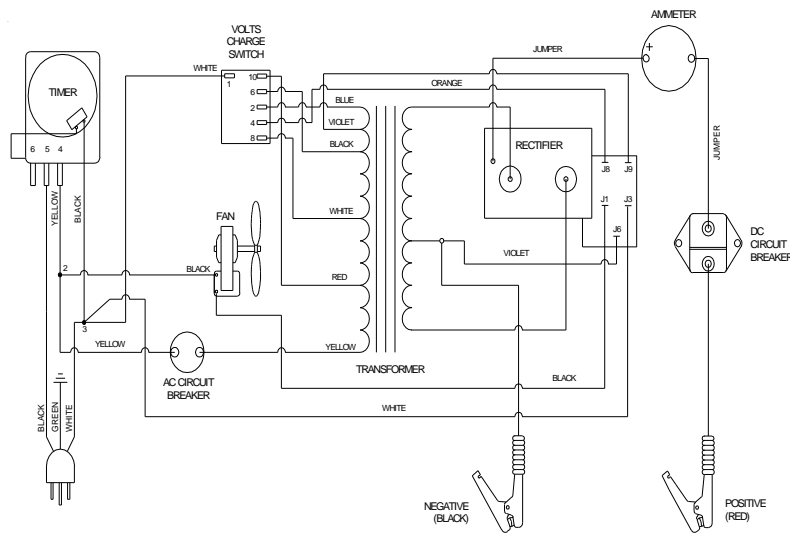 AMMETER
VOLTS
CHARGE
SWITCH
JUMPER
+
WHITE
10
1
ORANGE
6
TIMER
2
BLUE
4
VIOLET
8
BLACK
RECTIFIER
JUMPER
6 5 4
J8 J9
YELLOW
BLACK
J1 J3
WHITE
FAN
J6
DC
CIRCUIT
BREAKER
VIOLET
2
BLACK
RED
3
YELLOW
YELLOW
TRANSFORMER
AC CIRCUIT
BREAKER
BLACK
WHITE
BLACK
GREEN
WHITE
NEGATIVE
(BLACK)
POSITIVE
(RED)